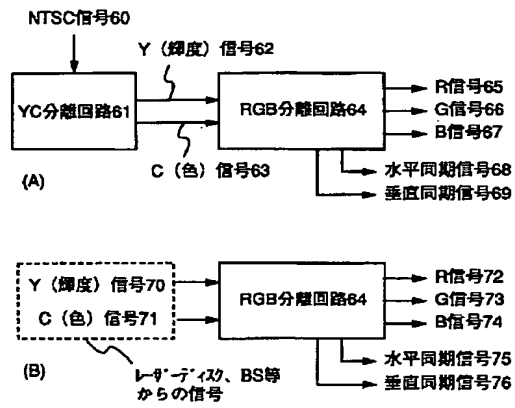 NTSC信号60
Y（輝度）信号62
YC分離回路61
RGB分離回路64
R信号65
G信号66
B信号67
C（色）信号63
水平同期信号68
垂直同期信号69
(A)
Y（輝度）信号70
C（色）信号71
RGB分離回路64
R信号72
G信号73
B信号74
水平同期信号75
垂直同期信号76
(B)
レーザーディスク、BS等
からの信号